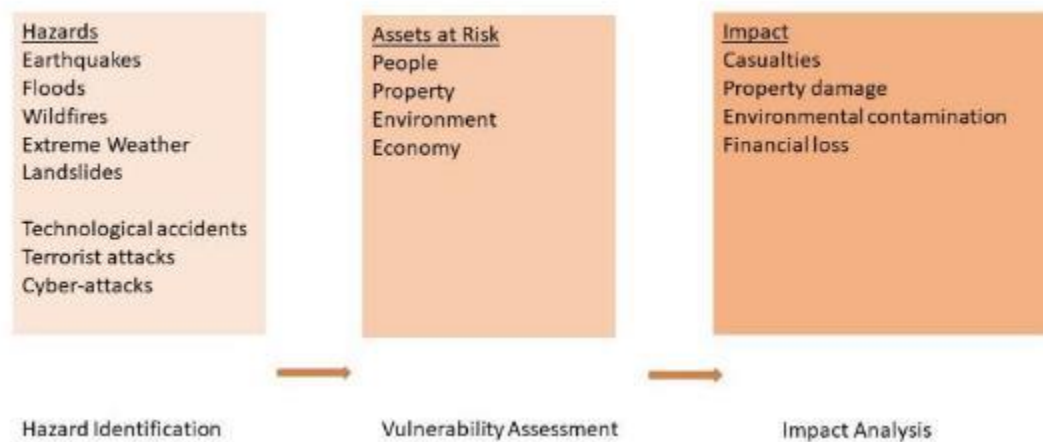 Hazards
Earthquakes
Floods
Wildfires
Extreme Weather
Landslides
Technological accidents
Terrorist attacks
Cyber-attacks
Assets at Risk
People
Property
Environment
Economy
Impact
Casualties
Property damage
Environmental contamination
Financial loss
Hazard Identification
Vulnerability Assessment
Impact Analysis